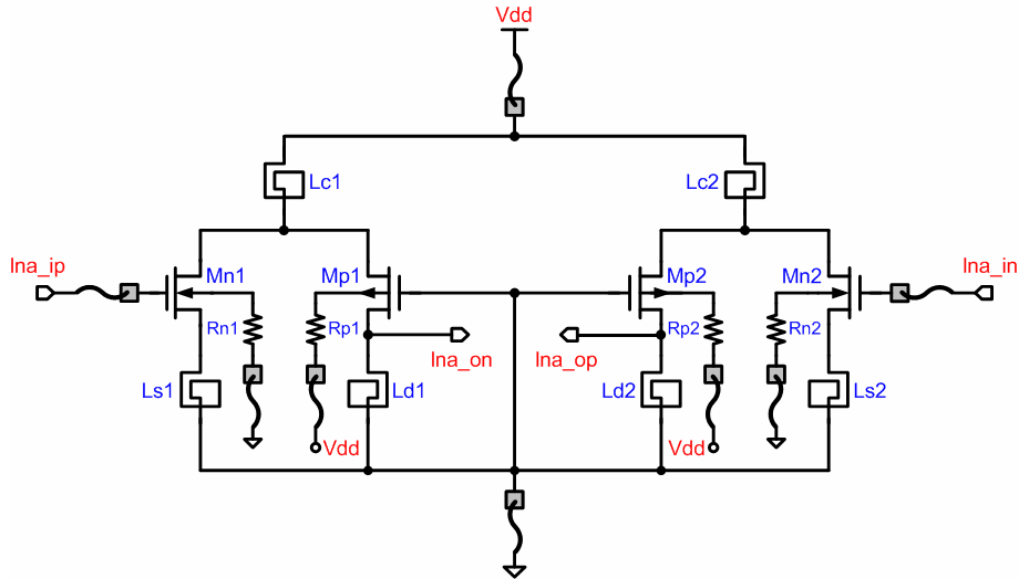 Vdd
Lc1
Lc2
lna_ip
Mn1
Mp1
Mp2
Mn2
lna_in
Rn1
Rp1
lna_on
lna_op
Rp2
Rn2
Ls1
Ld1
Ld2
Ls2
Vdd
Vdd